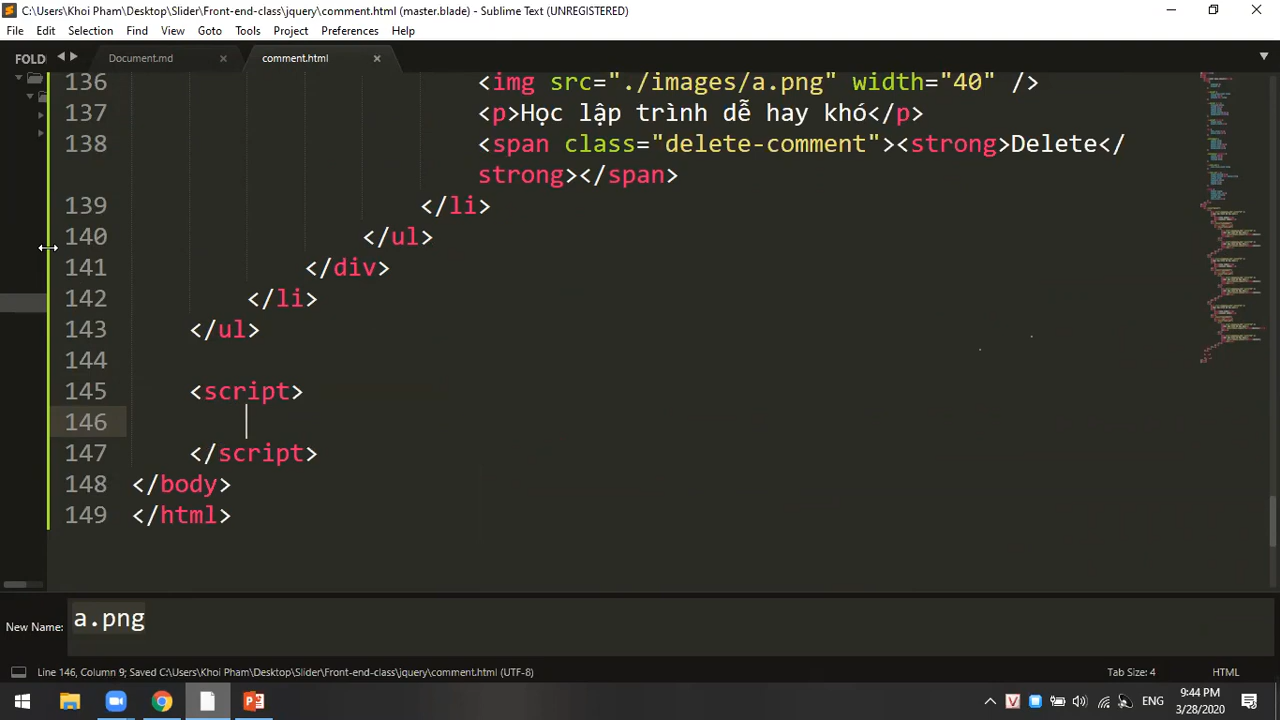 C:\Users\Khoi Pham\Desktop\Slider\Front-end-class\jquery\comment.html (master.blade) - Sublime Text (UNREGISTERED)
File Edit Selection Find View Goto Tools Project Preferences Help
FOLD Document.md comment.html
136 <img src="./images/a.png" width="40" />
137 <p>Học lập trình dễ hay khó</p>
138 <span class="delete-comment"><strong>Delete</
strong></span>
139 </li>
140 </ul>
141 </div>
142 </li>
143 </ul>
144
145 <script>
146
147 </script>
148 </body>
149 </html>
New Name: a.png
Line 146, Column 9; Saved C:\Users\Khoi Pham\Desktop\Slider\Front-end-class\jquery\comment.html (UTF-8) Tab Size: 4 HTML
ENG 9:44 PM
3/28/2020